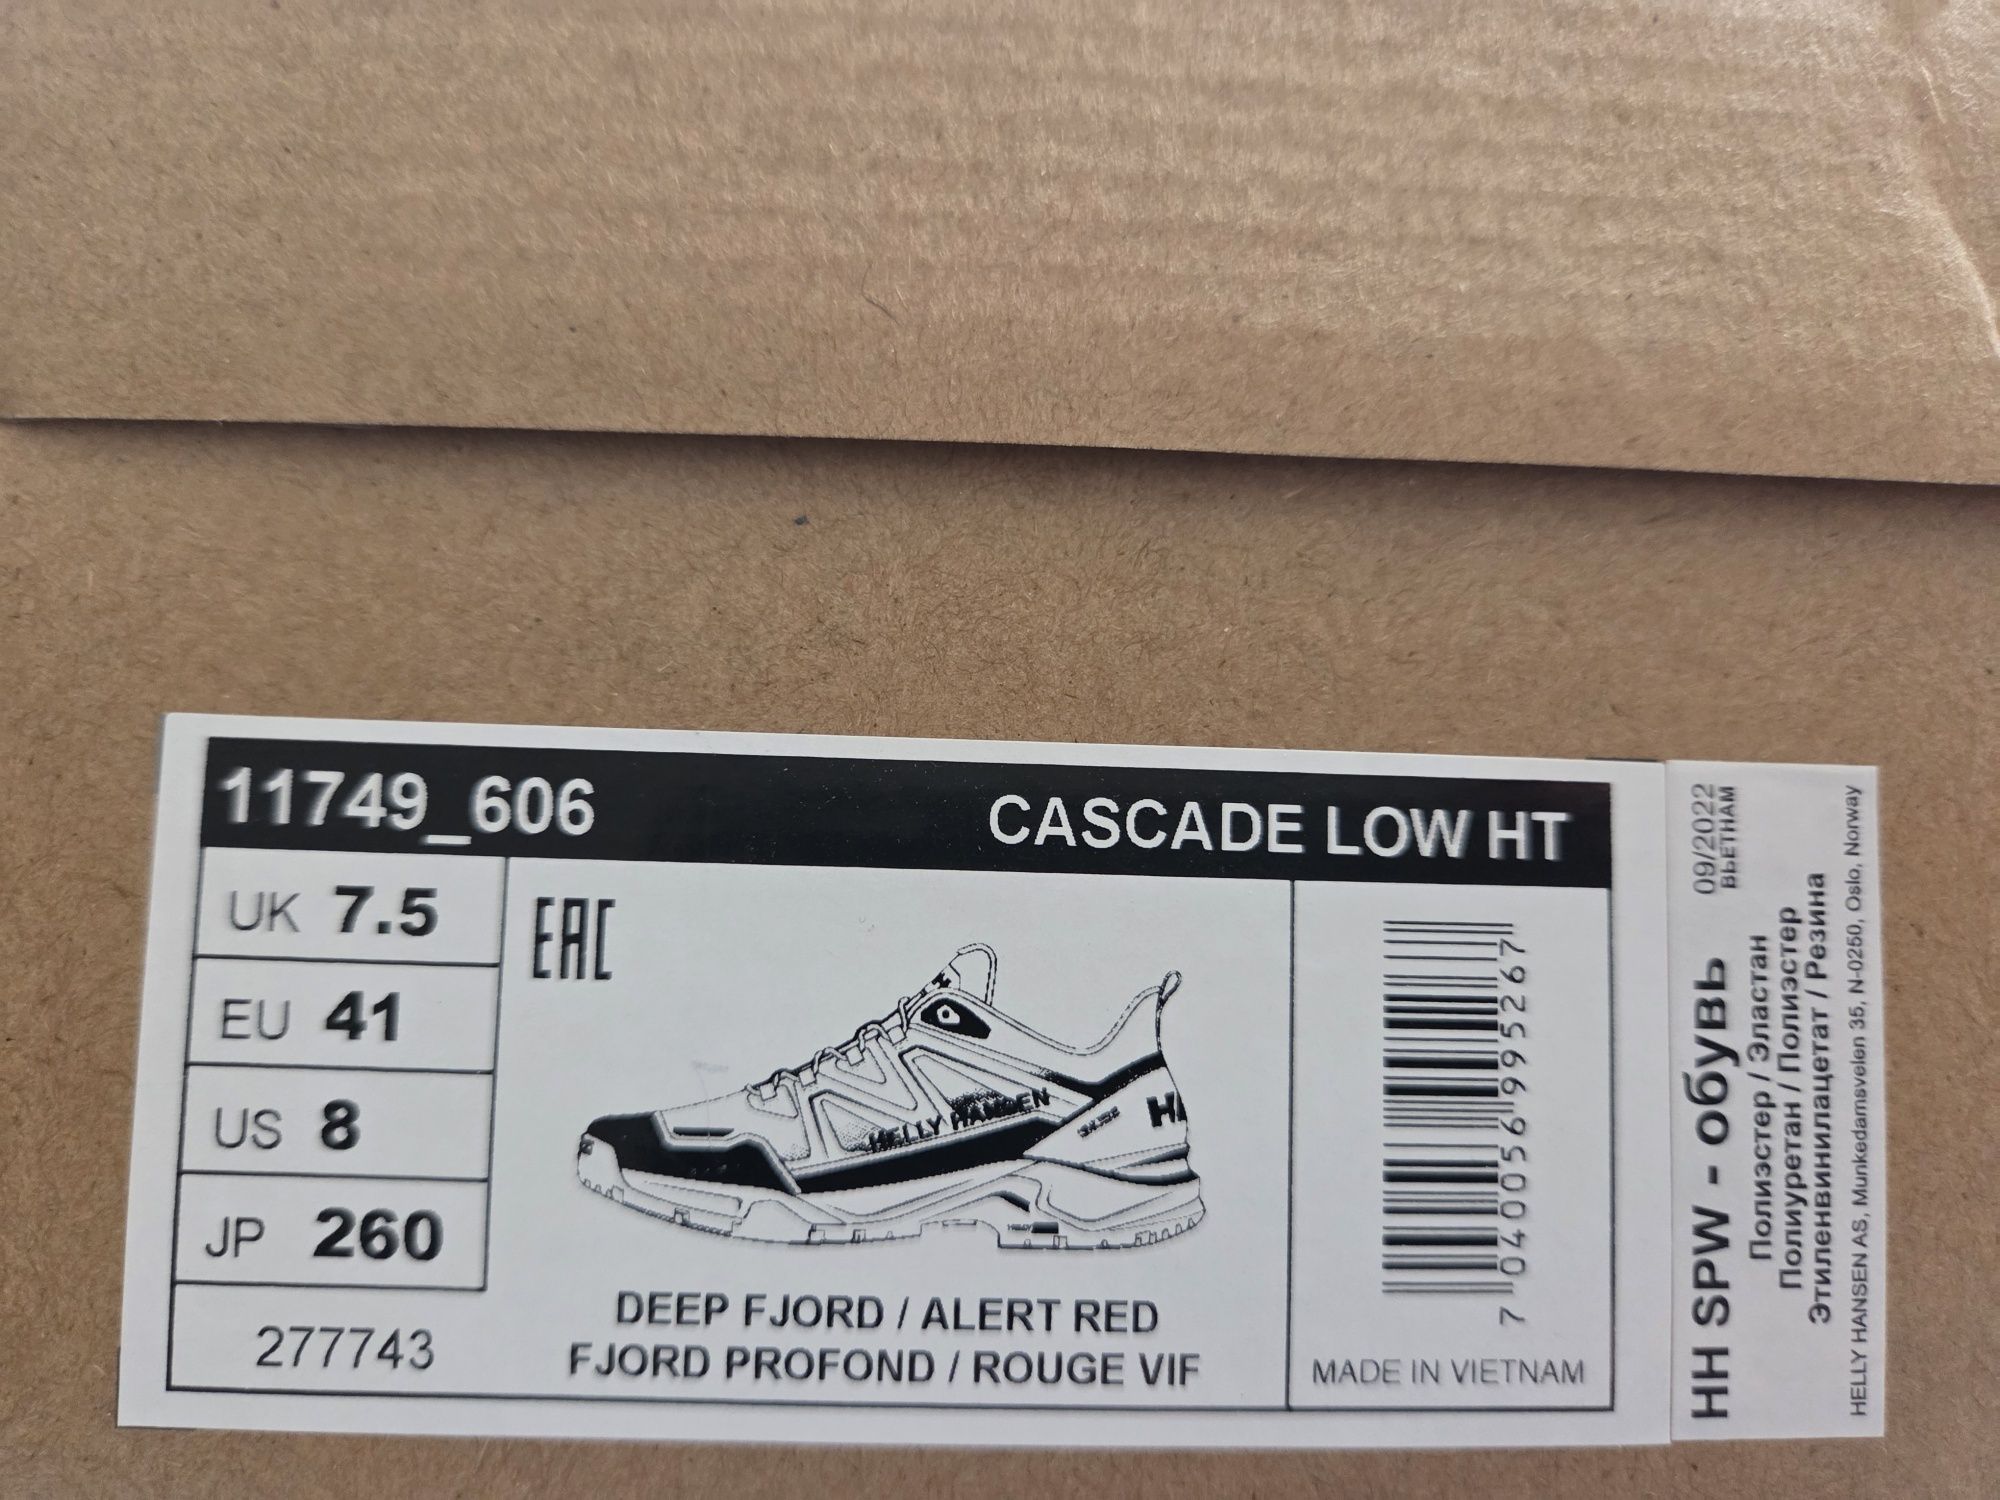 11749_606
CASCADE LOW HT
UK 7.5
EU 41
US 8
JP 260
277743
EAC
HELLY HANSEN
DEEP FJORD / ALERT RED
FJORD PROFOND / ROUGE VIF
7 040056 995267
MADE IN VIETNAM
HH SPW - обувь
09/2022
ВЬЕТНАМ
Полиэстер / Эластан
Полиуретан / Полиэстер
Этиленвинилацетат / Резина
HELLY HANSEN AS, Munkedamsveien 35, N-0250, Oslo, Norway